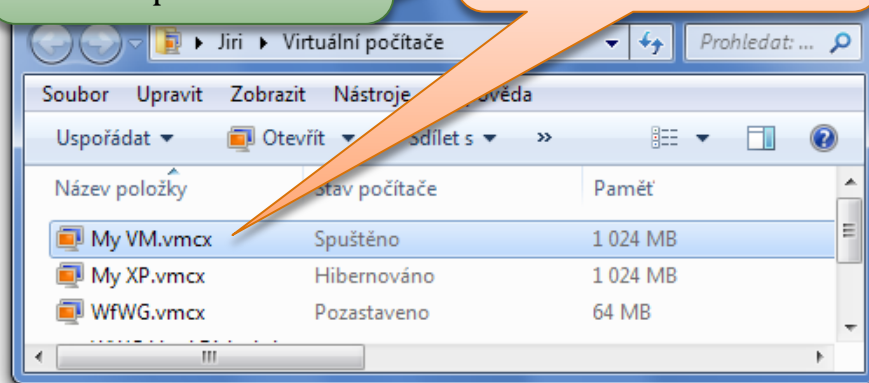 Jiri ▸ Virtuální počítače
Prohledat: ...
Soubor Upravit Zobrazit Nástroje
Uspořádat Otevřít Sdílet s »
Název položky Stav počítače Paměť
My VM.vmcx Spuštěno 1 024 MB
My XP.vmcx Hibernováno 1 024 MB
WfWG.vmcx Pozastaveno 64 MB